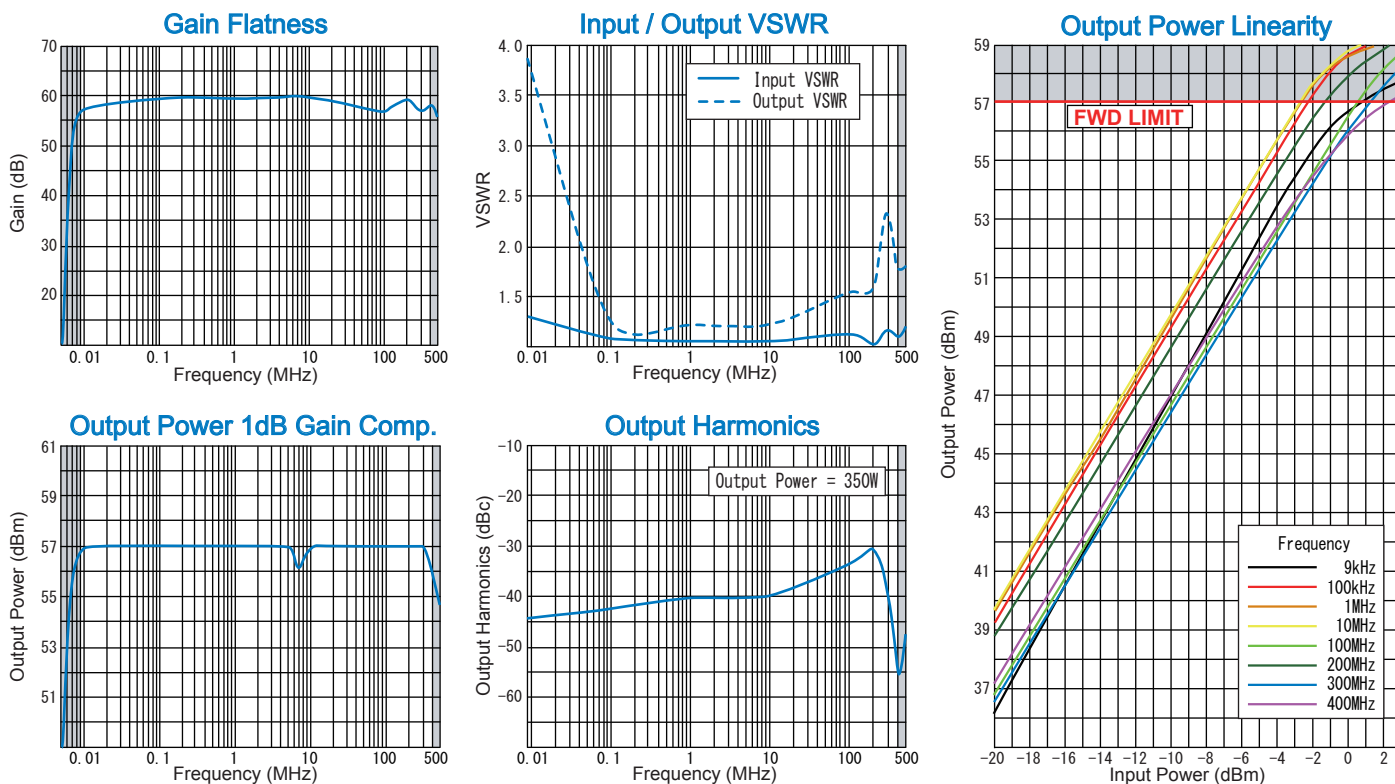 Gain Flatness
70
60
50
40
30
20
Gain (dB)
0.01 0.1 1 10 100 500
Frequency (MHz)
Input / Output VSWR
4.0
3.5
3.0
2.5
2.0
1.5
VSWR
Input VSWR
Output VSWR
0.01 0.1 1 10 100 500
Frequency (MHz)
Output Power Linearity
59
57
55
53
51
49
47
45
43
41
39
37
Output Power (dBm)
FWD LIMIT
Frequency
9kHz
100kHz
1MHz
10MHz
100MHz
200MHz
300MHz
400MHz
-20 -18 -16 -14 -12 -10 -8 -6 -4 -2 0 2
Input Power (dBm)
Output Power 1dB Gain Comp.
61
59
57
55
53
51
Output Power (dBm)
0.01 0.1 1 10 100 500
Frequency (MHz)
Output Harmonics
-10
-20
-30
-40
-50
-60
Output Harmonics (dBc)
Output Power = 350W
0.01 0.1 1 10 100 500
Frequency (MHz)